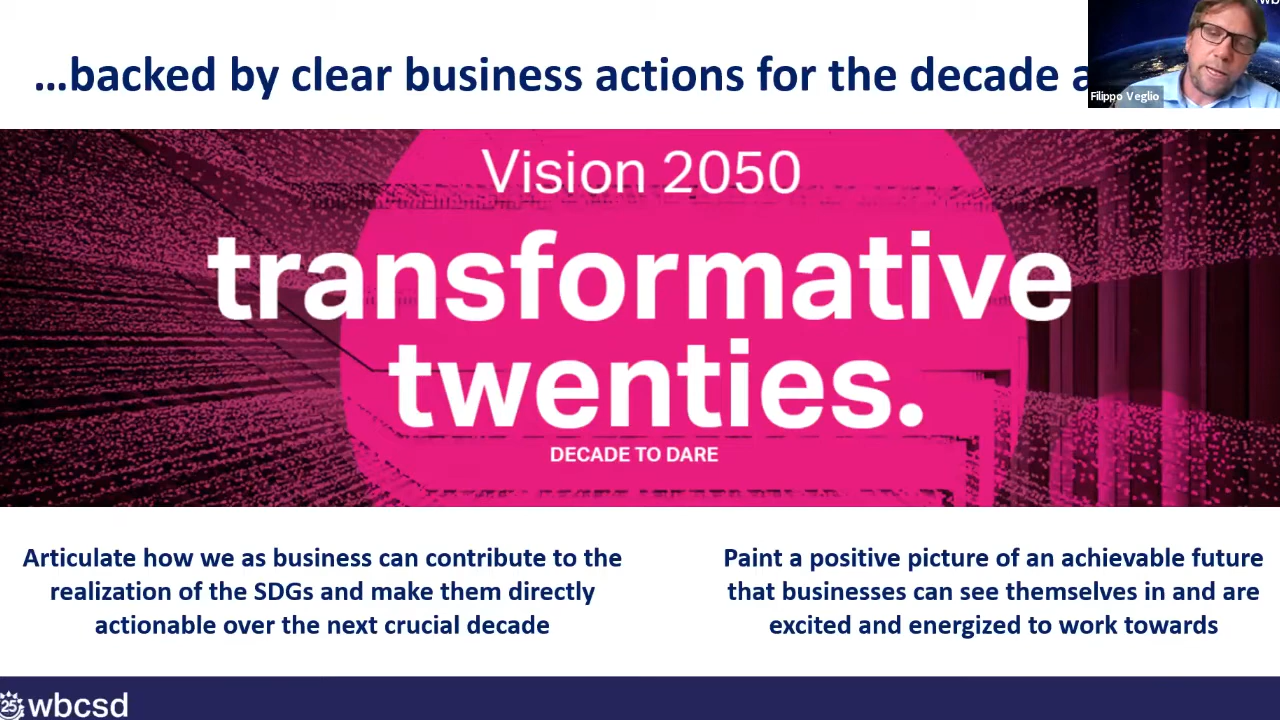 ...backed by clear business actions for the decade a
wb
Filippo Veglio
Vision 2050
transformative
twenties.
DECADE TO DARE
Articulate how we as business can contribute to the
realization of the SDGs and make them directly
actionable over the next crucial decade
Paint a positive picture of an achievable future
that businesses can see themselves in and are
excited and energized to work towards
25
wbcsd